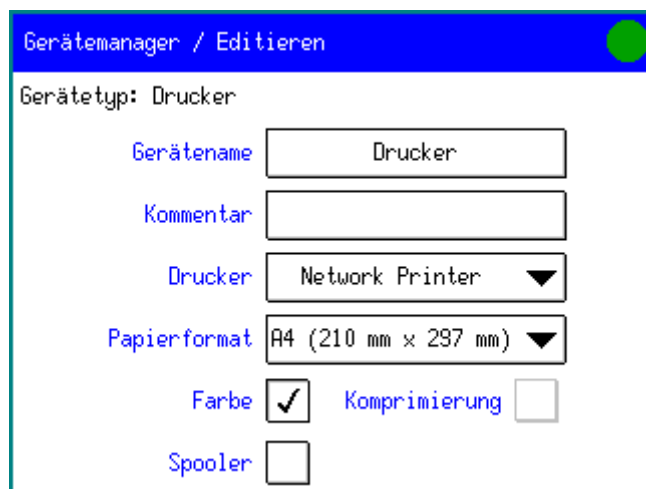 Gerätemanager / Editieren
Gerätetyp: Drucker
Gerätename Drucker
Kommentar
Drucker Network Printer
Papierformat A4 (210 mm x 297 mm)
Farbe Komprimierung
Spooler